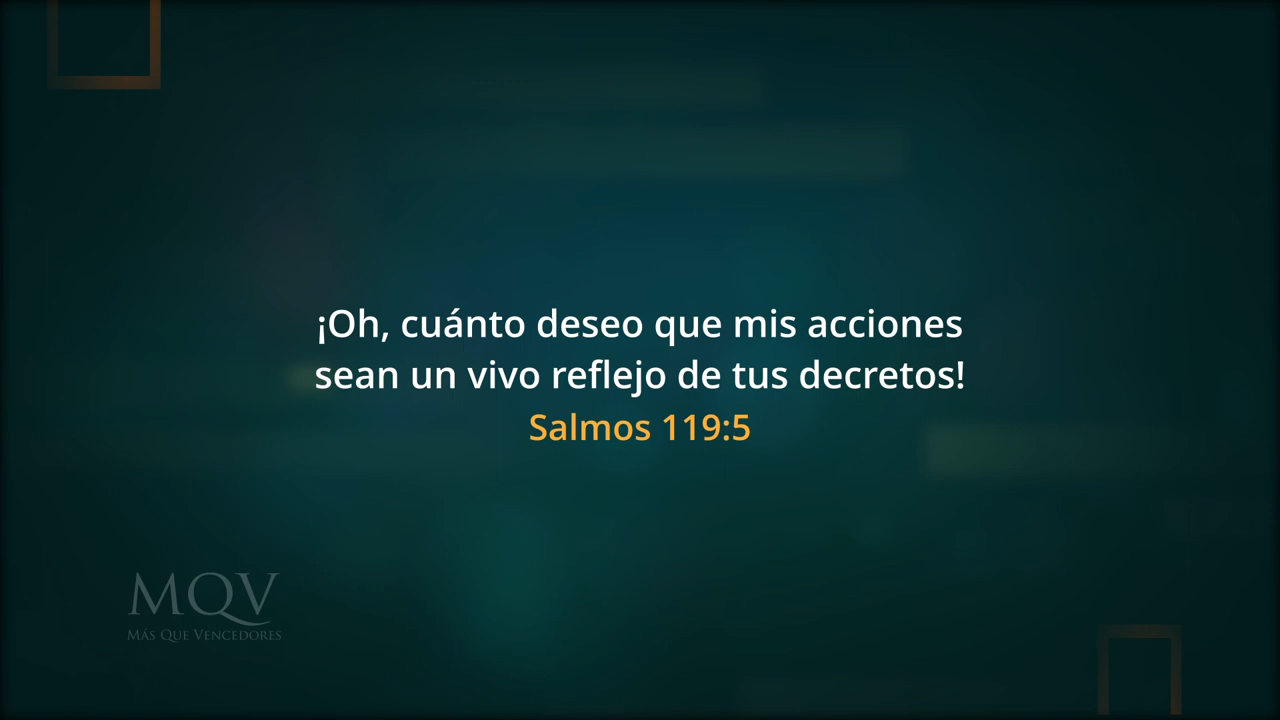 ¡Oh, cuánto deseo que mis acciones
sean un vivo reflejo de tus decretos!
Salmos 119:5
MQV
Más Que Vencedores